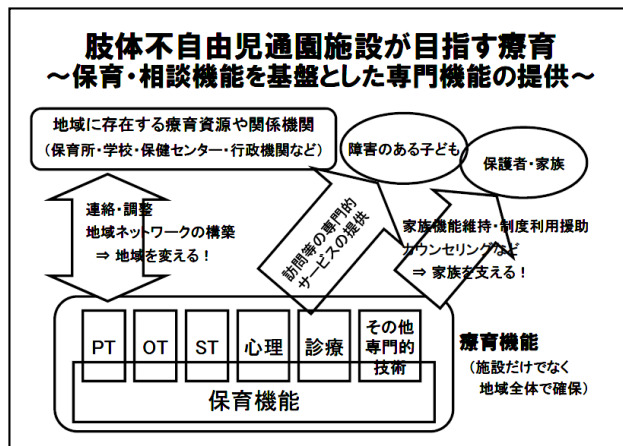 肢体不自由児通園施設が目指す療育
～保育・相談機能を基盤とした専門機能の提供～
地域に存在する療育資源や関係機関
（保育所・学校・保健センター・行政機関など）
障害のある子ども
保護者・家族
連絡・調整
地域ネットワークの構築
⇒ 地域を変える！
訪問等の専門的
サービスの提供
家族機能維持・制度利用援助
カウンセリングなど
⇒ 家族を支える！
PT
OT
ST
心理
診療
その他
専門的
技術
保育機能
療育機能
（施設だけでなく
地域全体で確保）